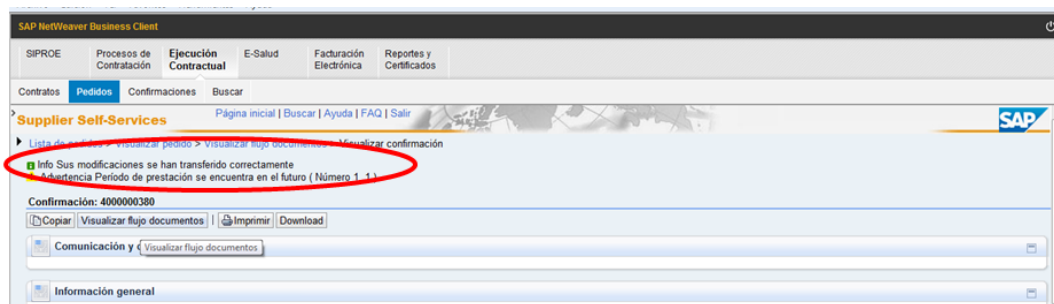 SAP NetWeaver Business Client
SIPROE Procesos de Contratación Ejecución Contractual E-Salud Facturación Electrónica Reportes y Certificados
Contratos Pedidos Confirmaciones Buscar
Supplier Self-Services Página inicial | Buscar | Ayuda | FAQ | Salir SAP
Lista de pedidos > Visualizar pedido > Visualizar flujo documentos > Visualizar confirmación
Info Sus modificaciones se han transferido correctamente
Advertencia Período de prestación se encuentra en el futuro ( Número 1, 1 )
Confirmación: 4000000380
Copiar Visualizar flujo documentos | Imprimir Download
Comunicación y
Visualizar flujo documentos
Información general